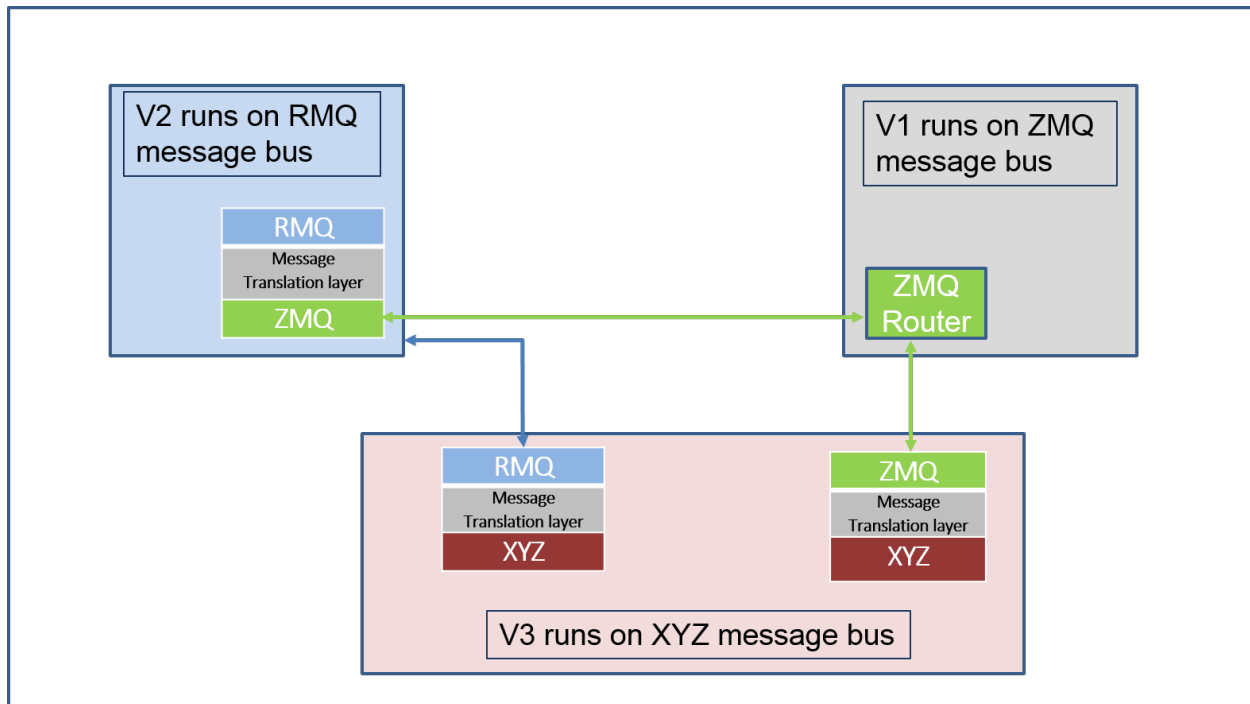 V2 runs on RMQ
message bus
RMQ
Message
Translation layer
ZMQ
V1 runs on ZMQ
message bus
ZMQ
Router
RMQ
Message
Translation layer
XYZ
ZMQ
Message
Translation layer
XYZ
V3 runs on XYZ message bus